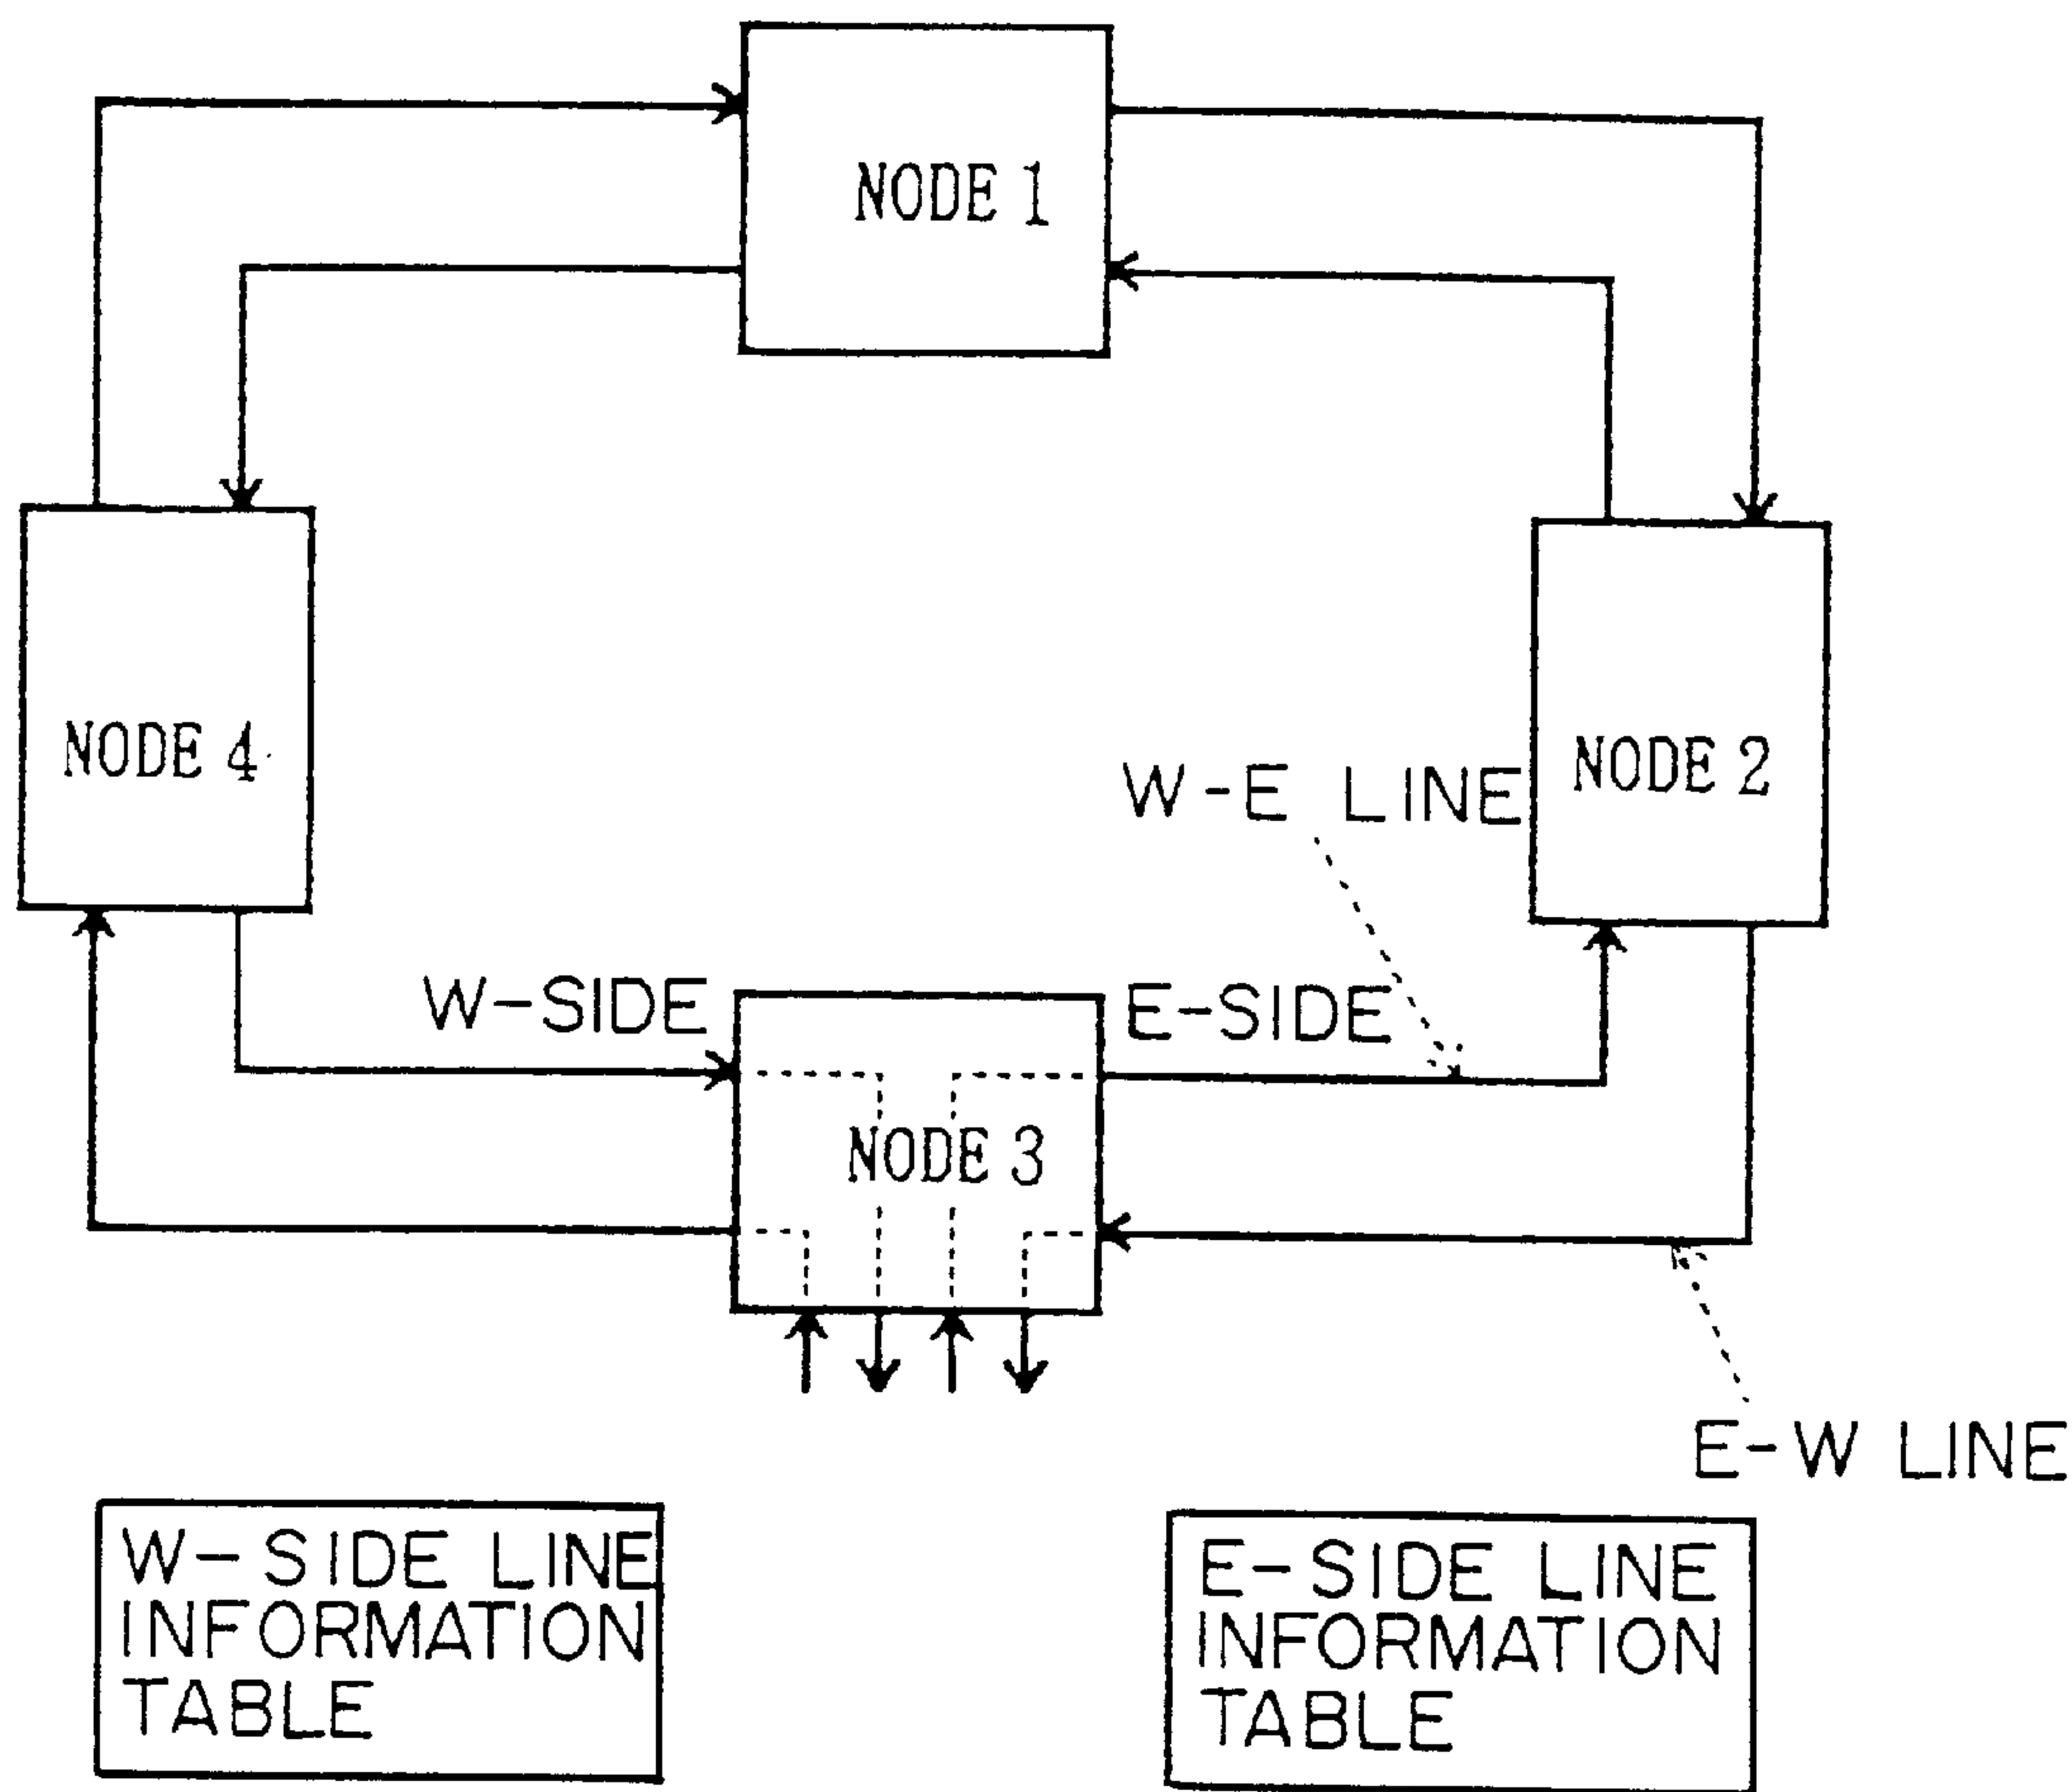 NODE 1
NODE 4
NODE 2
W-E LINE
W-SIDE
E-SIDE
NODE 3
E-W LINE
W-SIDE LINE
INFORMATION
TABLE
E-SIDE LINE
INFORMATION
TABLE